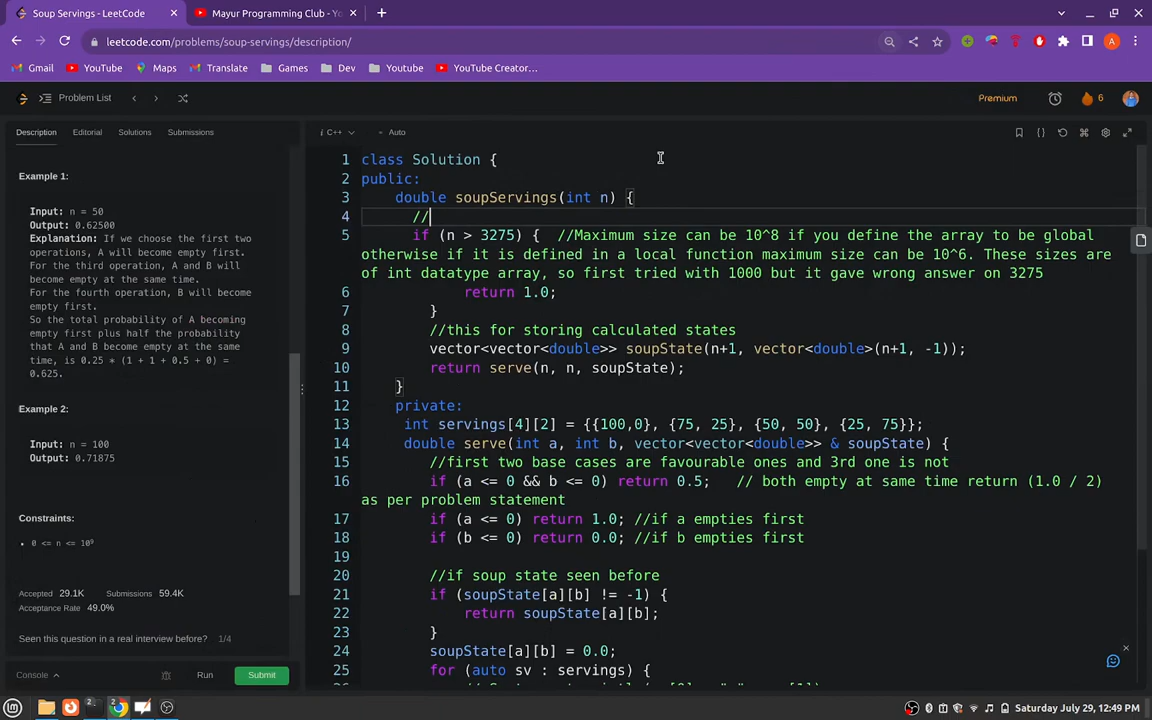 Soup Servings - LeetCode
Mayur Programming Club - Yo
leetcode.com/problems/soup-servings/description/
Gmail YouTube Maps Translate Games Dev Youtube YouTube Creator...
Problem List
Premium
6
Description Editorial Solutions Submissions
C++ Auto
Example 1:
Input: n = 50
Output: 0.62500
Explanation: If we choose the first two
operations, A will become empty first.
For the third operation, A and B will
become empty at the same time.
For the fourth operation, B will become
empty first.
So the total probability of A becoming
empty first plus half the probability
that A and B become empty at the same
time, is 0.25 * (1 + 1 + 0.5 + 0) =
0.625.
Example 2:
Input: n = 100
Output: 0.71875
Constraints:
0 <= n <= 10⁹
Accepted 29.1K Submissions 59.4K
Acceptance Rate 49.0%
Seen this question in a real interview before? 1/4
Console
Run
Submit
1 class Solution {
2 public:
3 double soupServings(int n) {
4 //
5 if (n > 3275) { //Maximum size can be 10^8 if you define the array to be global
otherwise if it is defined in a local function maximum size can be 10^6. These sizes are
of int datatype array, so first tried with 1000 but it gave wrong answer on 3275
6 return 1.0;
7 }
8 //this for storing calculated states
9 vector<vector<double>> soupState(n+1, vector<double>(n+1, -1));
10 return serve(n, n, soupState);
11 }
12 private:
13 int servings[4][2] = {{100,0}, {75, 25}, {50, 50}, {25, 75}};
14 double serve(int a, int b, vector<vector<double>> & soupState) {
15 //first two base cases are favourable ones and 3rd one is not
16 if (a <= 0 && b <= 0) return 0.5; // both empty at same time return (1.0 / 2)
as per problem statement
17 if (a <= 0) return 1.0; //if a empties first
18 if (b <= 0) return 0.0; //if b empties first
19
20 //if soup state seen before
21 if (soupState[a][b] != -1) {
22 return soupState[a][b];
23 }
24 soupState[a][b] = 0.0;
25 for (auto sv : servings) {
Saturday July 29, 12:49 PM